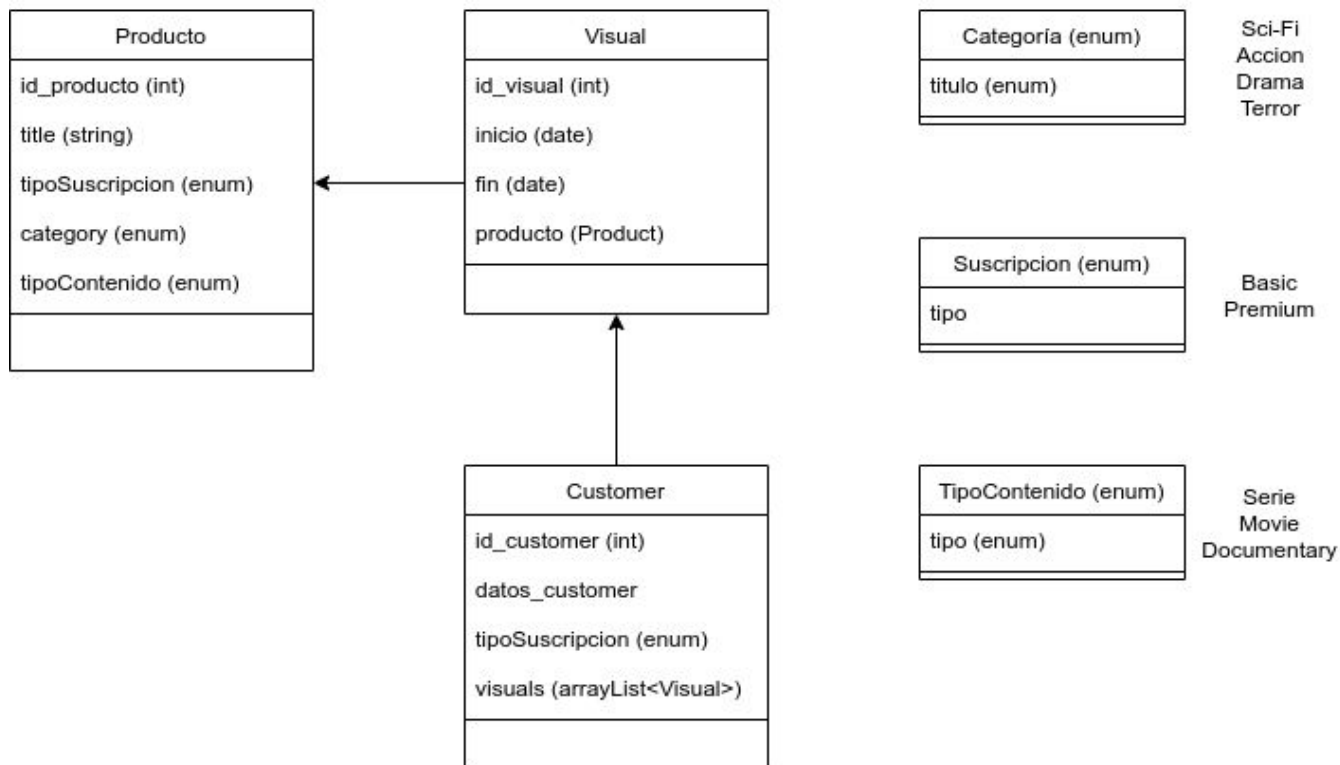 Producto
id_producto (int)
title (string)
tipoSuscripcion (enum)
category (enum)
tipoContenido (enum)
Visual
id_visual (int)
inicio (date)
fin (date)
producto (Product)
Categoría (enum)
titulo (enum)
Sci-Fi
Accion
Drama
Terror
Suscripcion (enum)
tipo
Basic
Premium
Customer
id_customer (int)
datos_customer
tipoSuscripcion (enum)
visuals (arrayList<Visual>)
TipoContenido (enum)
tipo (enum)
Serie
Movie
Documentary